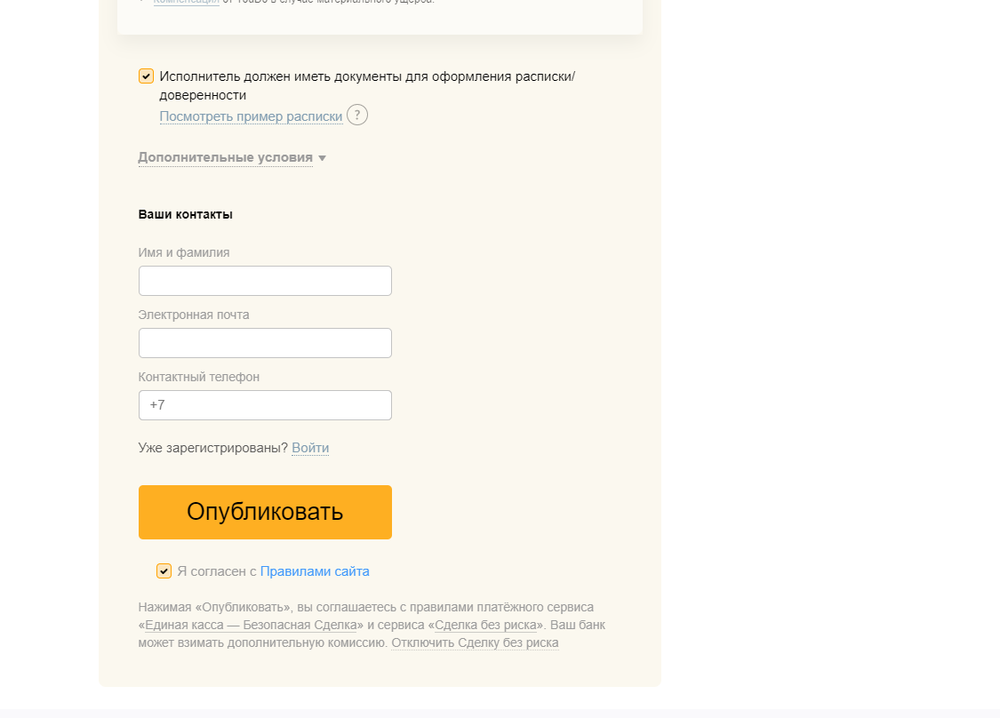 Компенсация от YouDo в случае материального ущерба.
Исполнитель должен иметь документы для оформления расписки/
доверенности
Посмотреть пример расписки ?
Дополнительные условия
Ваши контакты
Имя и фамилия
Электронная почта
Контактный телефон
+7
Уже зарегистрированы? Войти
Опубликовать
Я согласен с Правилами сайта
Нажимая «Опубликовать», вы соглашаетесь с правилами платёжного сервиса
«Единая касса — Безопасная Сделка» и сервиса «Сделка без риска». Ваш банк
может взимать дополнительную комиссию. Отключить Сделку без риска